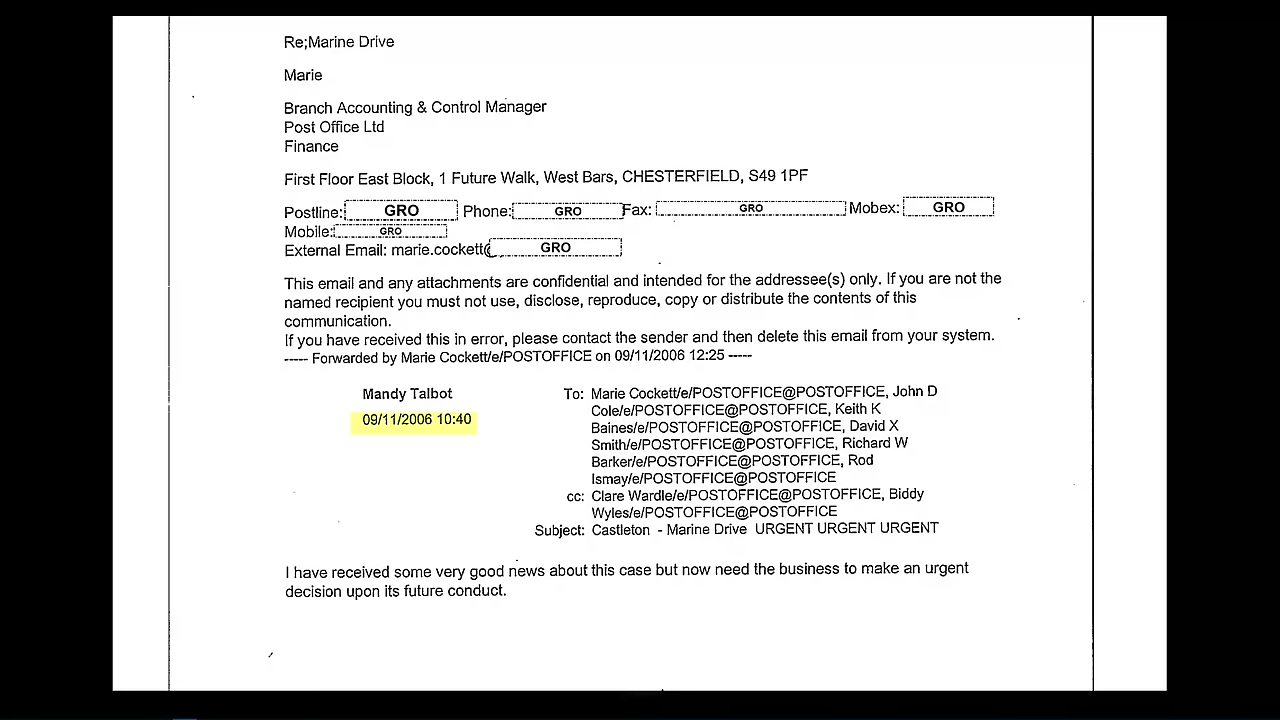 Re;Marine Drive
Marie
Branch Accounting & Control Manager
Post Office Ltd
Finance
First Floor East Block, 1 Future Walk, West Bars, CHESTERFIELD, S49 1PF
Postline: GRO Phone: GRO Fax: GRO Mobex: GRO
Mobile: GRO
External Email: marie.cockett@ GRO
This email and any attachments are confidential and intended for the addressee(s) only. If you are not the
named recipient you must not use, disclose, reproduce, copy or distribute the contents of this
communication.
If you have received this in error, please contact the sender and then delete this email from your system.
----- Forwarded by Marie Cockett/e/POSTOFFICE on 09/11/2006 12:25 -----
Mandy Talbot
09/11/2006 10:40
To: Marie Cockett/e/POSTOFFICE@POSTOFFICE, John D
Cole/e/POSTOFFICE@POSTOFFICE, Keith K
Baines/e/POSTOFFICE@POSTOFFICE, David X
Smith/e/POSTOFFICE@POSTOFFICE, Richard W
Barker/e/POSTOFFICE@POSTOFFICE, Rod
Ismay/e/POSTOFFICE@POSTOFFICE
cc: Clare Wardle/e/POSTOFFICE@POSTOFFICE, Biddy
Wyles/e/POSTOFFICE@POSTOFFICE
Subject: Castleton - Marine Drive URGENT URGENT URGENT
I have received some very good news about this case but now need the business to make an urgent
decision upon its future conduct.